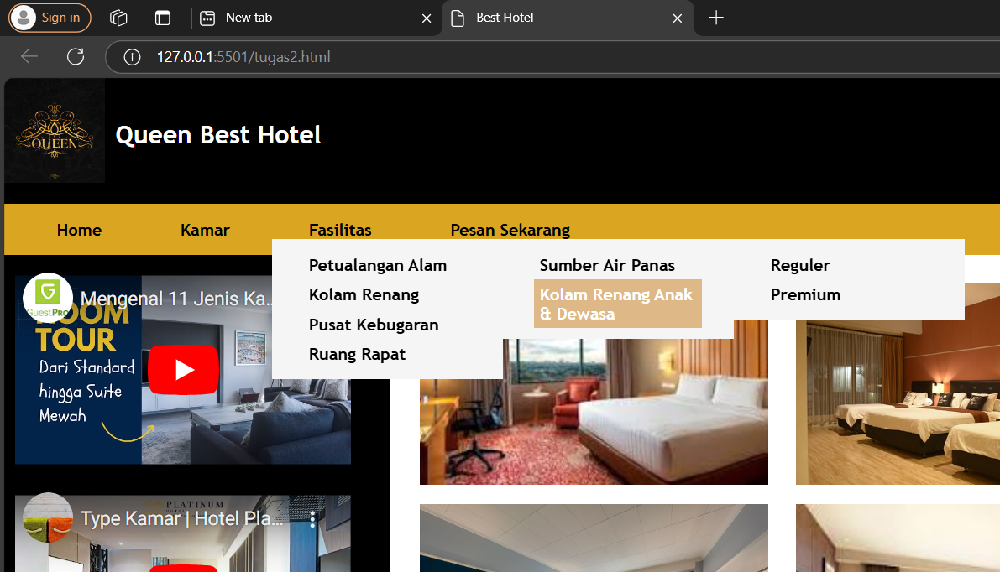 Sign in
New tab
Best Hotel
127.0.0.1:5501/tugas2.html
QUEEN
Queen Best Hotel
Home Kamar Fasilitas Pesan Sekarang
Petualangan Alam
Kolam Renang
Pusat Kebugaran
Ruang Rapat
Sumber Air Panas
Kolam Renang Anak
& Dewasa
Reguler
Premium
GuestPro
Mengenal 11 Jenis Ka...
ROOM
TOUR
Dari Standard
hingga Suite
Mewah
PLATINUM
Type Kamar | Hotel Pla...